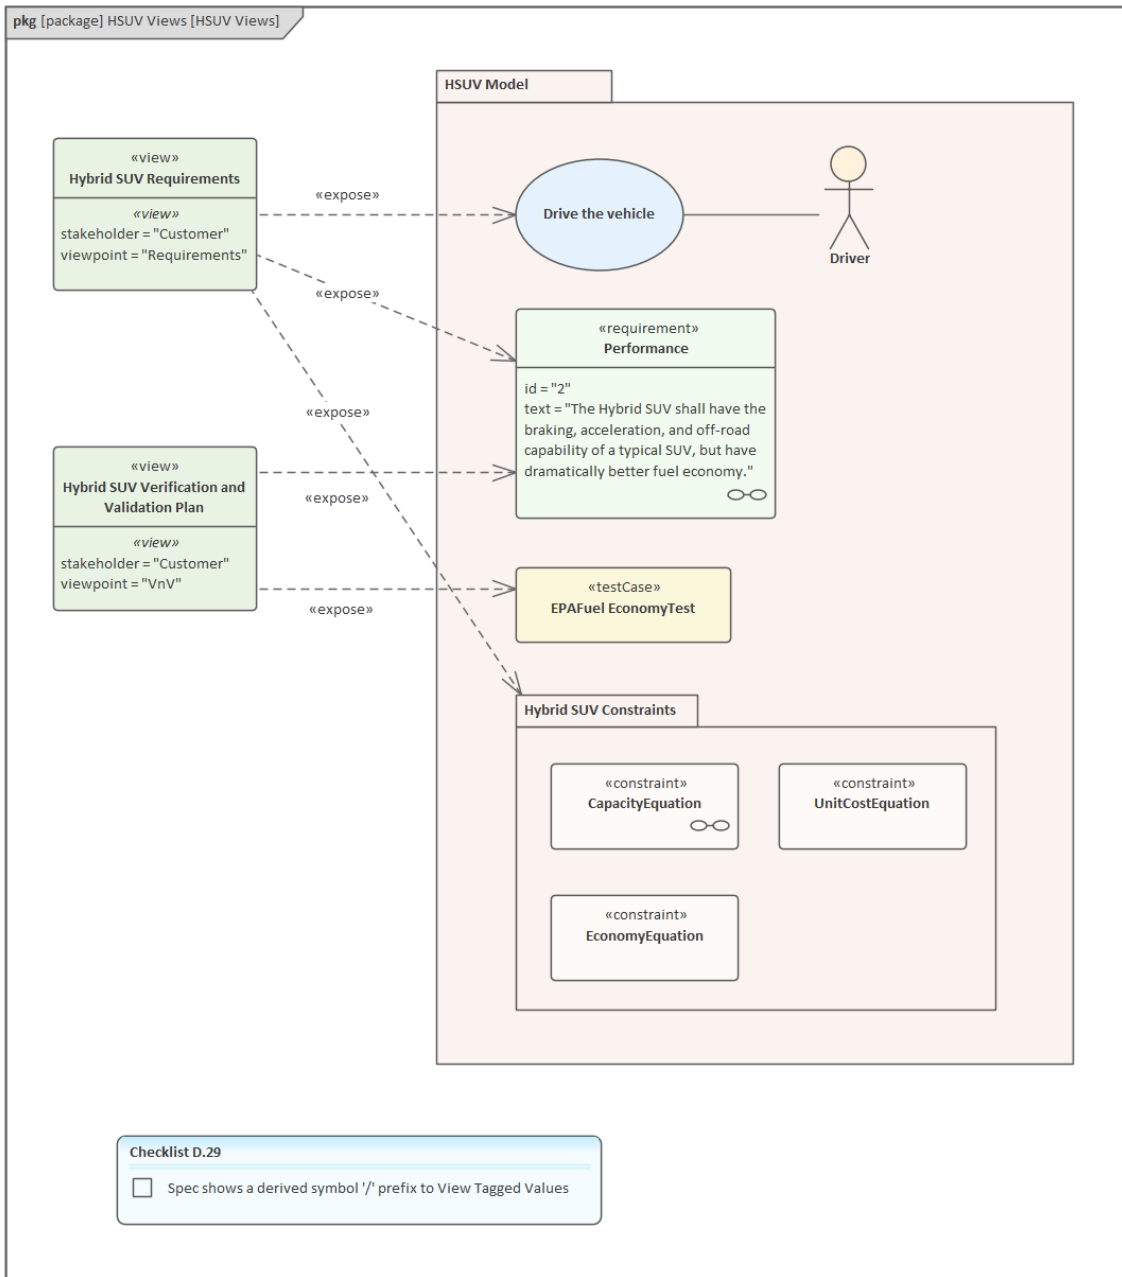 pkg [package] HSUV Views [HSUV Views]
HSUV Model
«view»
Hybrid SUV Requirements
«view»
stakeholder = "Customer"
viewpoint = "Requirements"
«expose»
Drive the vehicle
Driver
«expose»
«requirement»
Performance
id = "2"
text = "The Hybrid SUV shall have the
braking, acceleration, and off-road
capability of a typical SUV, but have
dramatically better fuel economy."
«expose»
«view»
Hybrid SUV Verification and
Validation Plan
«view»
stakeholder = "Customer"
viewpoint = "VnV"
«expose»
«expose»
«testCase»
EPAFuel EconomyTest
Hybrid SUV Constraints
«constraint»
CapacityEquation
«constraint»
UnitCostEquation
«constraint»
EconomyEquation
Checklist D.29
Spec shows a derived symbol '/' prefix to View Tagged Values